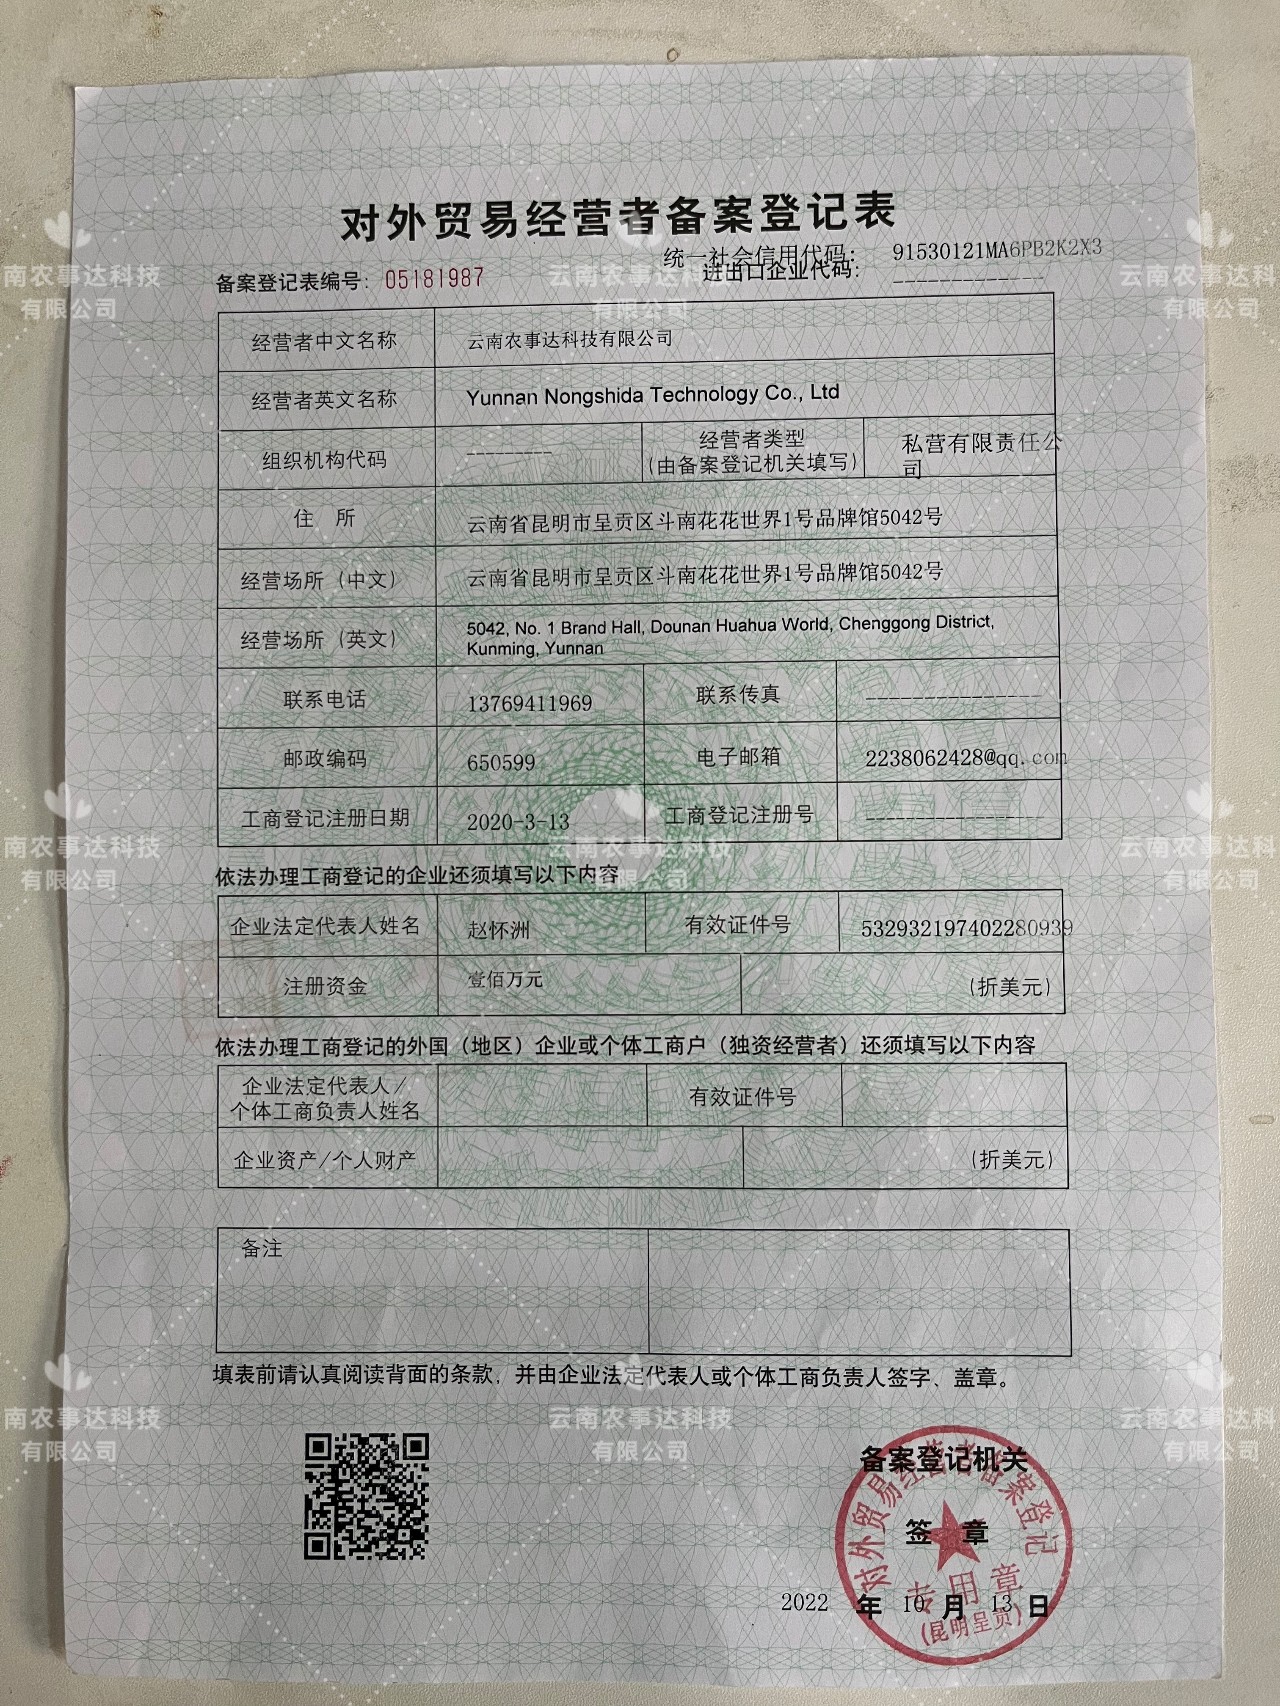 对外贸易经营者备案登记表
统一社会信用代码： 91530121MA6PB2K2X3
备案登记表编号： 05181987 进出口企业代码： -------------
经营者中文名称 云南农事达科技有限公司
经营者英文名称 Yunnan Nongshida Technology Co., Ltd
组织机构代码 --------- 经营者类型 (由备案登记机关填写) 私营有限责任公司
住 所 云南省昆明市呈贡区斗南花花世界1号品牌馆5042号
经营场所（中文） 云南省昆明市呈贡区斗南花花世界1号品牌馆5042号
经营场所（英文） 5042, No. 1 Brand Hall, Dounan Huahua World, Chenggong District,
Kunming, Yunnan
联系电话 13769411969 联系传真 ---------------
邮政编码 650599 电子邮箱 2238062428@qq.com
工商登记注册日期 2020-3-13 工商登记注册号 ---------------
依法办理工商登记的企业还须填写以下内容
企业法定代表人姓名 赵怀洲 有效证件号 532932197402280939
注册资金 壹佰万元 (折美元)
依法办理工商登记的外国（地区）企业或个体工商户（独资经营者）还须填写以下内容
企业法定代表人/
个体工商负责人姓名 有效证件号
企业资产/个人财产 (折美元)
备注
填表前请认真阅读背面的条款，并由企业法定代表人或个体工商负责人签字、盖章。
备案登记机关
签 章
2022 年 10 月 13 日
对外贸易经营者备案登记
专用章
(昆明呈贡)
云南农事达科技
有限公司